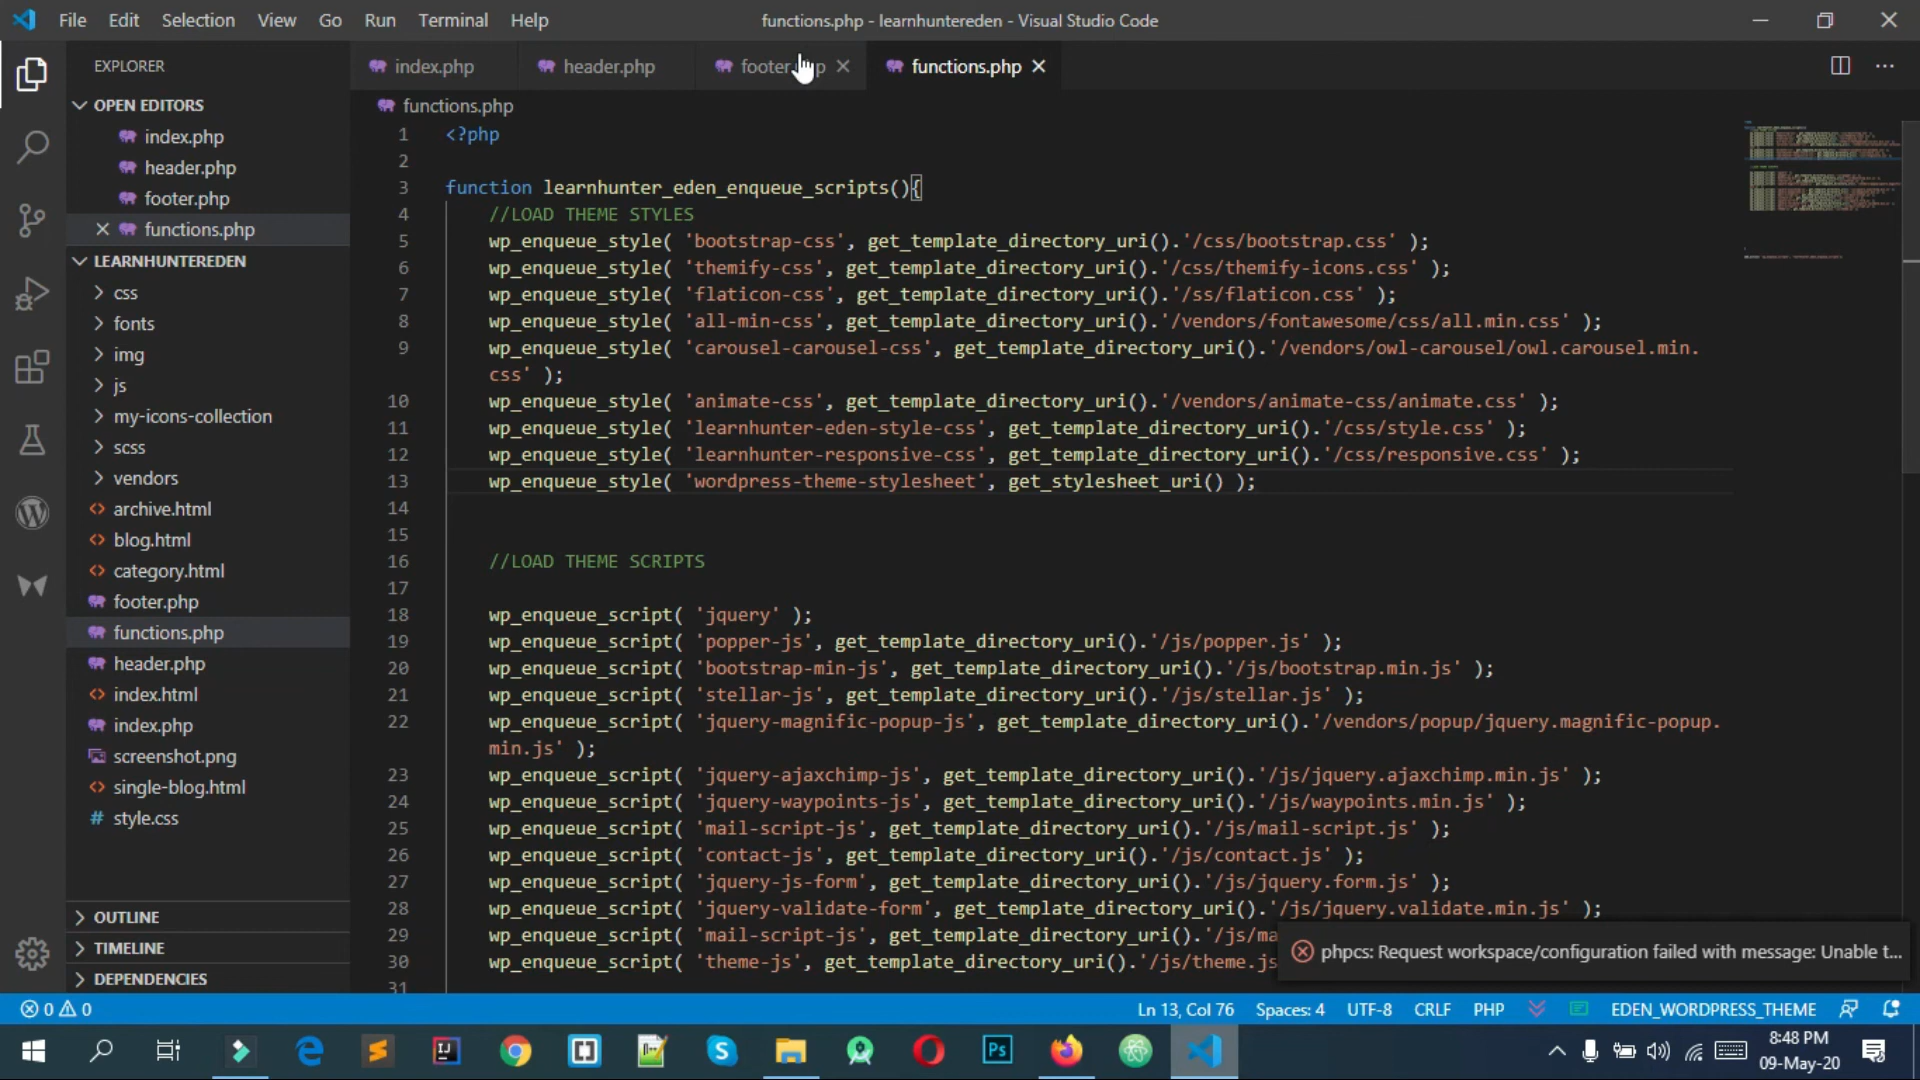 File Edit Selection View Go Run Terminal Help
functions.php - learnhuntereden - Visual Studio Code
EXPLORER
OPEN EDITORS
index.php
header.php
footer.php
functions.php
LEARNHUNTEREDEN
css
fonts
img
js
my-icons-collection
scss
vendors
archive.html
blog.html
category.html
footer.php
functions.php
header.php
index.html
index.php
screenshot.png
single-blog.html
style.css
OUTLINE
TIMELINE
DEPENDENCIES
index.php header.php functions.php
functions.php
1 <?php
2
3 function learnhunter_eden_enqueue_scripts(){
4 //LOAD THEME STYLES
5 wp_enqueue_style( 'bootstrap-css', get_template_directory_uri().'/css/bootstrap.css' );
6 wp_enqueue_style( 'themify-css', get_template_directory_uri().'/css/themify-icons.css' );
7 wp_enqueue_style( 'flaticon-css', get_template_directory_uri().'/ss/flaticon.css' );
8 wp_enqueue_style( 'all-min-css', get_template_directory_uri().'/vendors/fontawesome/css/all.min.css' );
9 wp_enqueue_style( 'carousel-carousel-css', get_template_directory_uri().'/vendors/owl-carousel/owl.carousel.min.
css' );
10 wp_enqueue_style( 'animate-css', get_template_directory_uri().'/vendors/animate-css/animate.css' );
11 wp_enqueue_style( 'learnhunter-eden-style-css', get_template_directory_uri().'/css/style.css' );
12 wp_enqueue_style( 'learnhunter-responsive-css', get_template_directory_uri().'/css/responsive.css' );
13 wp_enqueue_style( 'wordpress-theme-stylesheet', get_stylesheet_uri() );
14
15
16 //LOAD THEME SCRIPTS
17
18 wp_enqueue_script( 'jquery' );
19 wp_enqueue_script( 'popper-js', get_template_directory_uri().'/js/popper.js' );
20 wp_enqueue_script( 'bootstrap-min-js', get_template_directory_uri().'/js/bootstrap.min.js' );
21 wp_enqueue_script( 'stellar-js', get_template_directory_uri().'/js/stellar.js' );
22 wp_enqueue_script( 'jquery-magnific-popup-js', get_template_directory_uri().'/vendors/popup/jquery.magnific-popup.
min.js' );
23 wp_enqueue_script( 'jquery-ajaxchimp-js', get_template_directory_uri().'/js/jquery.ajaxchimp.min.js' );
24 wp_enqueue_script( 'jquery-waypoints-js', get_template_directory_uri().'/js/waypoints.min.js' );
25 wp_enqueue_script( 'mail-script-js', get_template_directory_uri().'/js/mail-script.js' );
26 wp_enqueue_script( 'contact-js', get_template_directory_uri().'/js/contact.js' );
27 wp_enqueue_script( 'jquery-js-form', get_template_directory_uri().'/js/jquery.form.js' );
28 wp_enqueue_script( 'jquery-validate-form', get_template_directory_uri().'/js/jquery.validate.min.js' );
29 wp_enqueue_script( 'mail-script-js', get_template_directory_uri().'/js/ma
30 wp_enqueue_script( 'theme-js', get_template_directory_uri().'/js/theme.js
31
phpcs: Request workspace/configuration failed with message: Unable t...
0 0
Ln 13, Col 76 Spaces: 4 UTF-8 CRLF PHP EDEN_WORDPRESS_THEME
8:48 PM
09-May-20